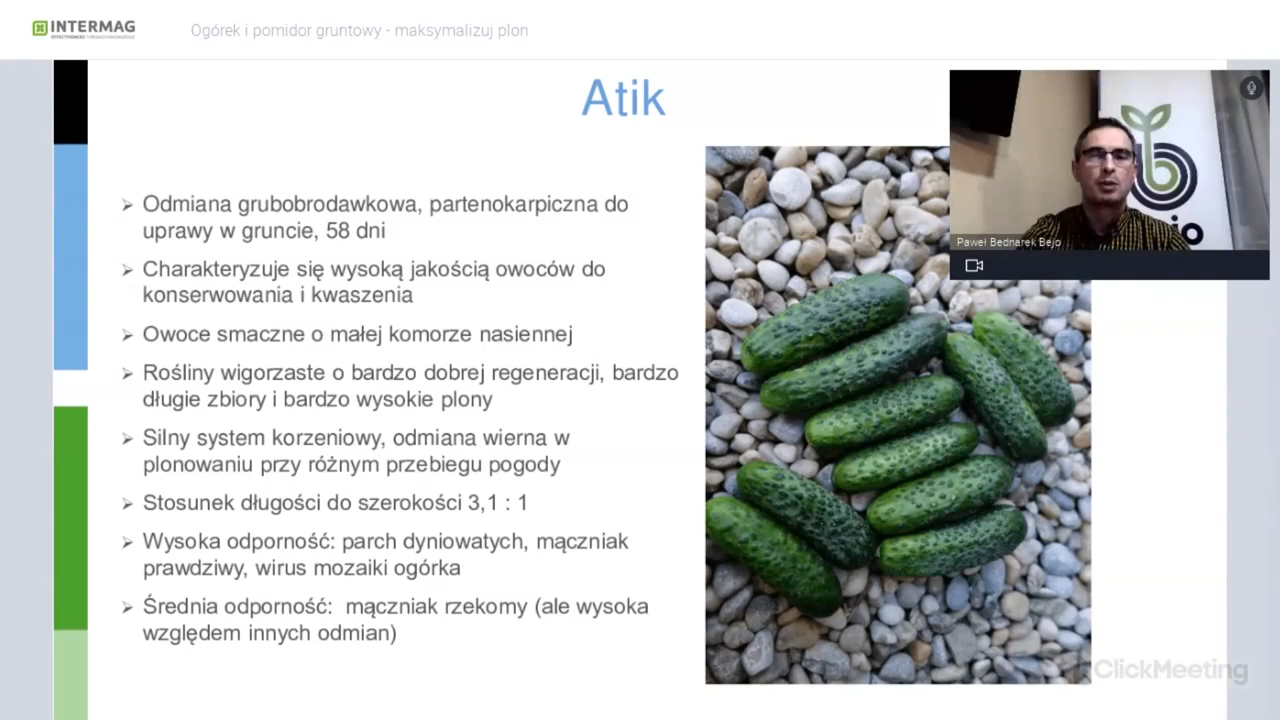 INTERMAG
Ogórek i pomidor gruntowy - maksymalizuj plon
Atik
Odmiana grubobrodawkowa, partenokarpiczna do
uprawy w gruncie, 58 dni
Charakteryzuje się wysoką jakością owoców do
konserwowania i kwaszenia
Owoce smaczne o małej komorze nasiennej
Rośliny wigorzaste o bardzo dobrej regeneracji, bardzo
długie zbiory i bardzo wysokie plony
Silny system korzeniowy, odmiana wierna w
plonowaniu przy różnym przebiegu pogody
Stosunek długości do szerokości 3,1 : 1
Wysoka odporność: parch dyniowatych, mączniak
prawdziwy, wirus mozaiki ogórka
Średnia odporność:  mączniak rzekomy (ale wysoka
względem innych odmian)
Pawel Bednarek Bejo
ClickMeeting